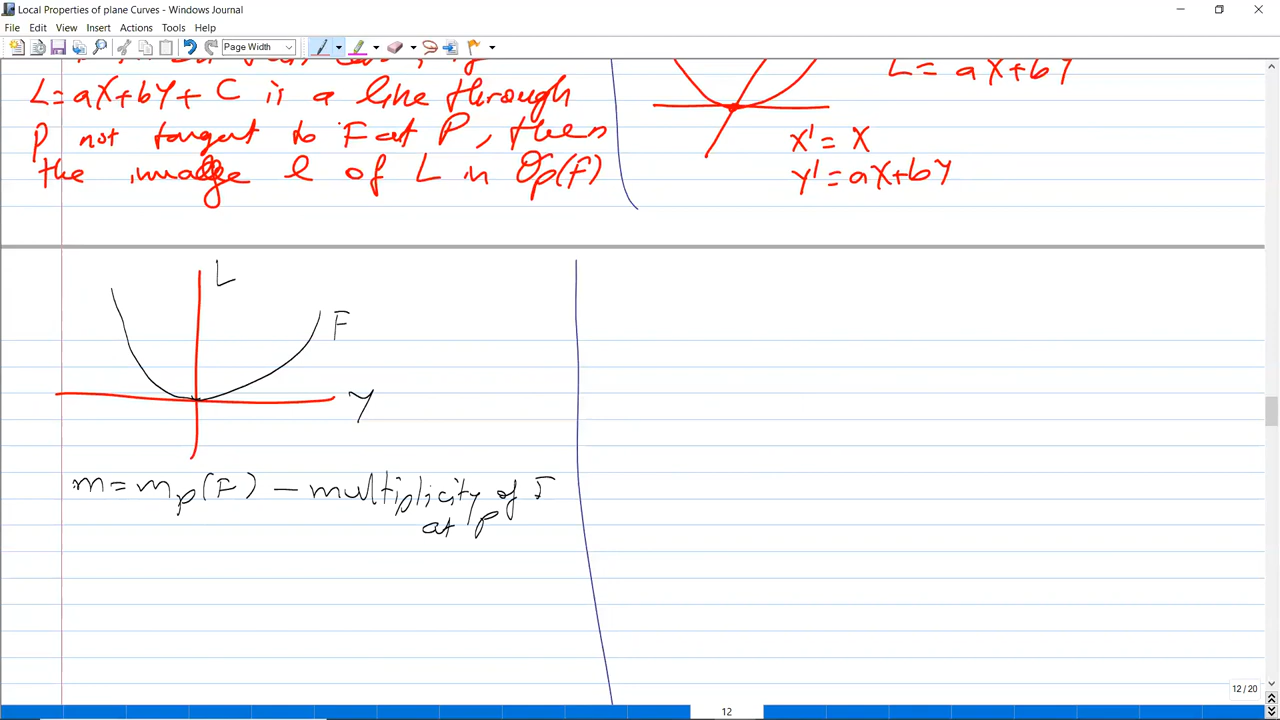 Local Properties of plane Curves - Windows Journal
File Edit View Insert Actions Tools Help
Page Width
L = aX+bY+ C is a line through
P not tangent to F at P, then
the image l of L in Op(F)
L = aX+bY
x' = X
y' = aX+bY
L
F
Y
m = mp(F) — multiplicity of F
at p
12/20
12